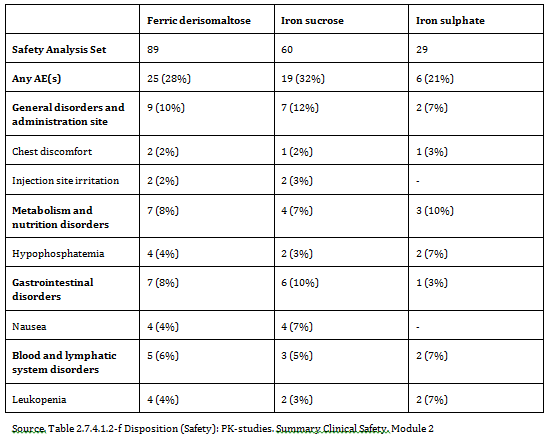 Ferric derisomaltose Iron sucrose Iron sulphate
Safety Analysis Set 89 60 29
Any AE(s) 25 (28%) 19 (32%) 6 (21%)
General disorders and 9 (10%) 7 (12%) 2 (7%)
administration site
Chest discomfort 2 (2%) 1 (2%) 1 (3%)
Injection site irritation 2 (2%) 2 (3%) -
Metabolism and 7 (8%) 4 (7%) 3 (10%)
nutrition disorders
Hypophosphatemia 4 (4%) 2 (3%) 2 (7%)
Gastrointestinal 7 (8%) 6 (10%) 1 (3%)
disorders
Nausea 4 (4%) 4 (7%) -
Blood and lymphatic 5 (6%) 3 (5%) 2 (7%)
system disorders
Leukopenia 4 (4%) 2 (3%) 2 (7%)
Source. Table 2.7.4.1.2-f Disposition (Safety): PK-studies. Summary Clinical Safety. Module 2